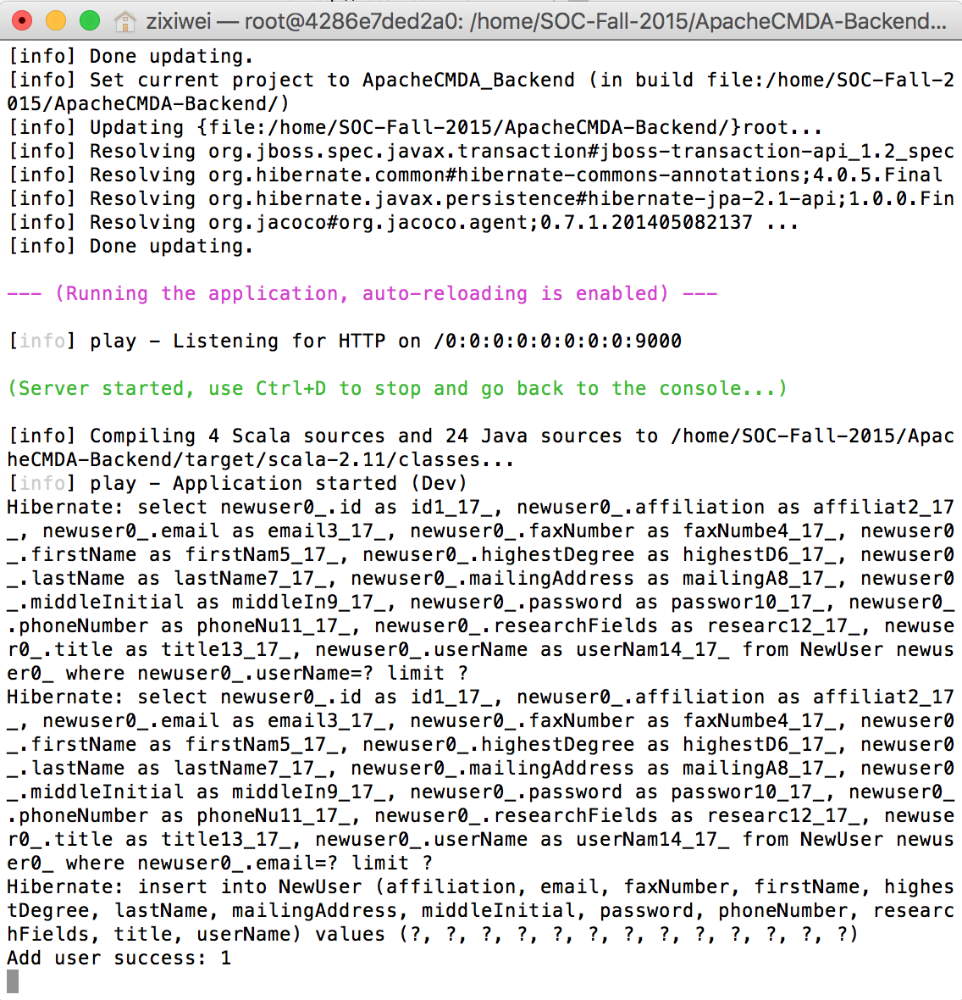 zixiwei — root@4286e7ded2a0: /home/SOC-Fall-2015/ApacheCMDA-Backend...
[info] Done updating.
[info] Set current project to ApacheCMDA_Backend (in build file:/home/SOC-Fall-2
015/ApacheCMDA-Backend/)
[info] Updating {file:/home/SOC-Fall-2015/ApacheCMDA-Backend/}root...
[info] Resolving org.jboss.spec.javax.transaction#jboss-transaction-api_1.2_spec
[info] Resolving org.hibernate.common#hibernate-commons-annotations;4.0.5.Final
[info] Resolving org.hibernate.javax.persistence#hibernate-jpa-2.1-api;1.0.0.Fin
[info] Resolving org.jacoco#org.jacoco.agent;0.7.1.201405082137 ...
[info] Done updating.
--- (Running the application, auto-reloading is enabled) ---
[info] play - Listening for HTTP on /0:0:0:0:0:0:0:0:9000
(Server started, use Ctrl+D to stop and go back to the console...)
[info] Compiling 4 Scala sources and 24 Java sources to /home/SOC-Fall-2015/Apac
heCMDA-Backend/target/scala-2.11/classes...
[info] play - Application started (Dev)
Hibernate: select newuser0_.id as id1_17_, newuser0_.affiliation as affiliat2_17
_, newuser0_.email as email3_17_, newuser0_.faxNumber as faxNumbe4_17_, newuser0
_.firstName as firstNam5_17_, newuser0_.highestDegree as highestD6_17_, newuser0
_.lastName as lastName7_17_, newuser0_.mailingAddress as mailingA8_17_, newuser0
_.middleInitial as middleIn9_17_, newuser0_.password as passwor10_17_, newuser0_
.phoneNumber as phoneNu11_17_, newuser0_.researchFields as researc12_17_, newuse
r0_.title as title13_17_, newuser0_.userName as userNam14_17_ from NewUser newus
er0_ where newuser0_.userName=? limit ?
Hibernate: select newuser0_.id as id1_17_, newuser0_.affiliation as affiliat2_17
_, newuser0_.email as email3_17_, newuser0_.faxNumber as faxNumbe4_17_, newuser0
_.firstName as firstNam5_17_, newuser0_.highestDegree as highestD6_17_, newuser0
_.lastName as lastName7_17_, newuser0_.mailingAddress as mailingA8_17_, newuser0
_.middleInitial as middleIn9_17_, newuser0_.password as passwor10_17_, newuser0_
.phoneNumber as phoneNu11_17_, newuser0_.researchFields as researc12_17_, newuse
r0_.title as title13_17_, newuser0_.userName as userNam14_17_ from NewUser newus
er0_ where newuser0_.email=? limit ?
Hibernate: insert into NewUser (affiliation, email, faxNumber, firstName, highes
tDegree, lastName, mailingAddress, middleInitial, password, phoneNumber, researc
hFields, title, userName) values (?, ?, ?, ?, ?, ?, ?, ?, ?, ?, ?, ?, ?)
Add user success: 1